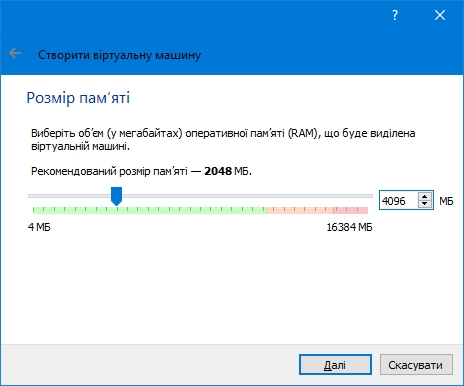 ?
Створити віртуальну машину
Розмір пам’яті
Виберіть об’єм (у мегабайтах) оперативної пам’яті (RAM), що буде виділена
віртуальній машині.
Рекомендований розмір пам’яті — 2048 МБ.
4096 МБ
4 МБ 16384 МБ
Далі Скасувати